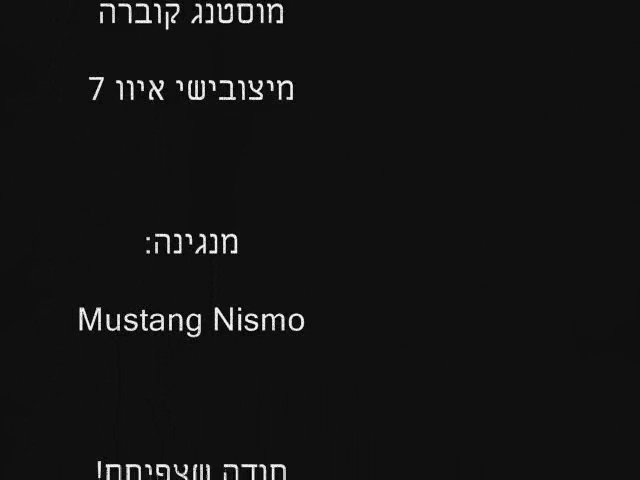 מוסטנג קוברה
מיצובישי איוו 7
מנגינה:
Mustang Nismo
תודה שצפיתם!